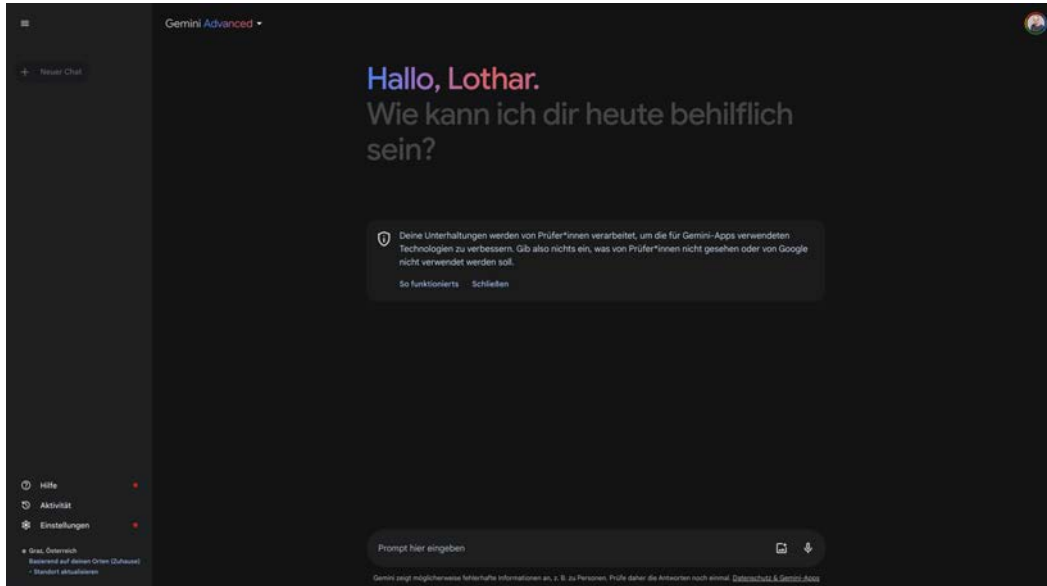 Gemini Advanced
Neuer Chat
Hallo, Lothar.
Wie kann ich dir heute behilflich
sein?
Deine Unterhaltungen werden von Prüfer*innen verarbeitet, um die für Gemini-Apps verwendeten
Technologien zu verbessern. Gib also nichts ein, was von Prüfer*innen nicht gesehen oder von Google
nicht verwendet werden soll.
So funktionierts Schließen
Hilfe
Aktivität
Einstellungen
Graz, Österreich
Basierend auf deinen Orten (Zuhause)
• Standort aktualisieren
Prompt hier eingeben
Gemini zeigt möglicherweise fehlerhafte Informationen an, z. B. zu Personen. Prüfe daher die Antworten noch einmal. Datenschutz & Gemini-Apps